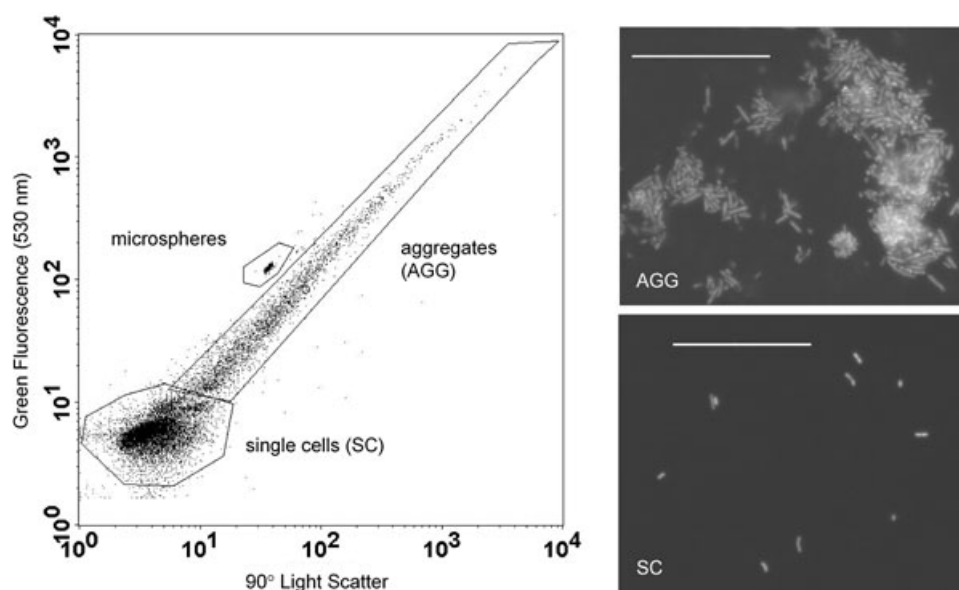 10⁴
10³
10²
10¹
10⁰
Green Fluorescence (530 nm)
microspheres
aggregates
(AGG)
single cells (SC)
10⁰ 10¹ 10² 10³ 10⁴
90° Light Scatter
AGG
SC